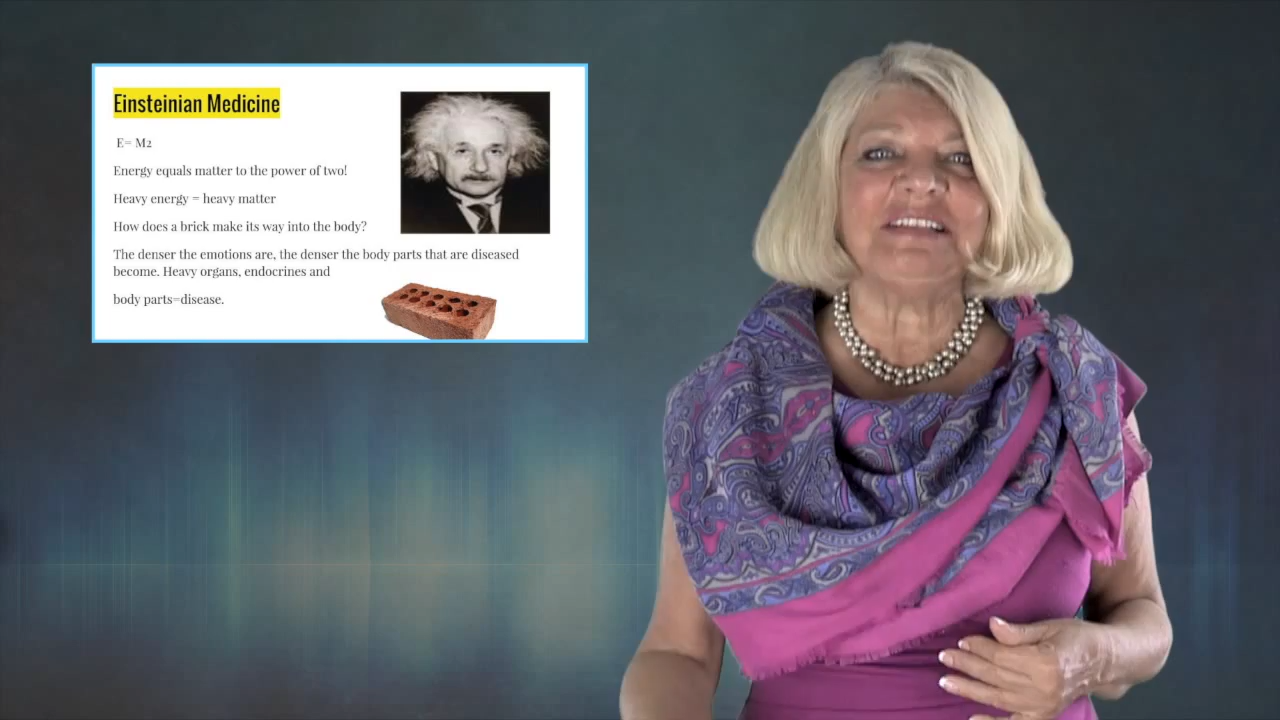 Einsteinian Medicine
E= M2
Energy equals matter to the power of two!
Heavy energy = heavy matter
How does a brick make its way into the body?
The denser the emotions are, the denser the body parts that are diseased
become. Heavy organs, endocrines and
body parts=disease.